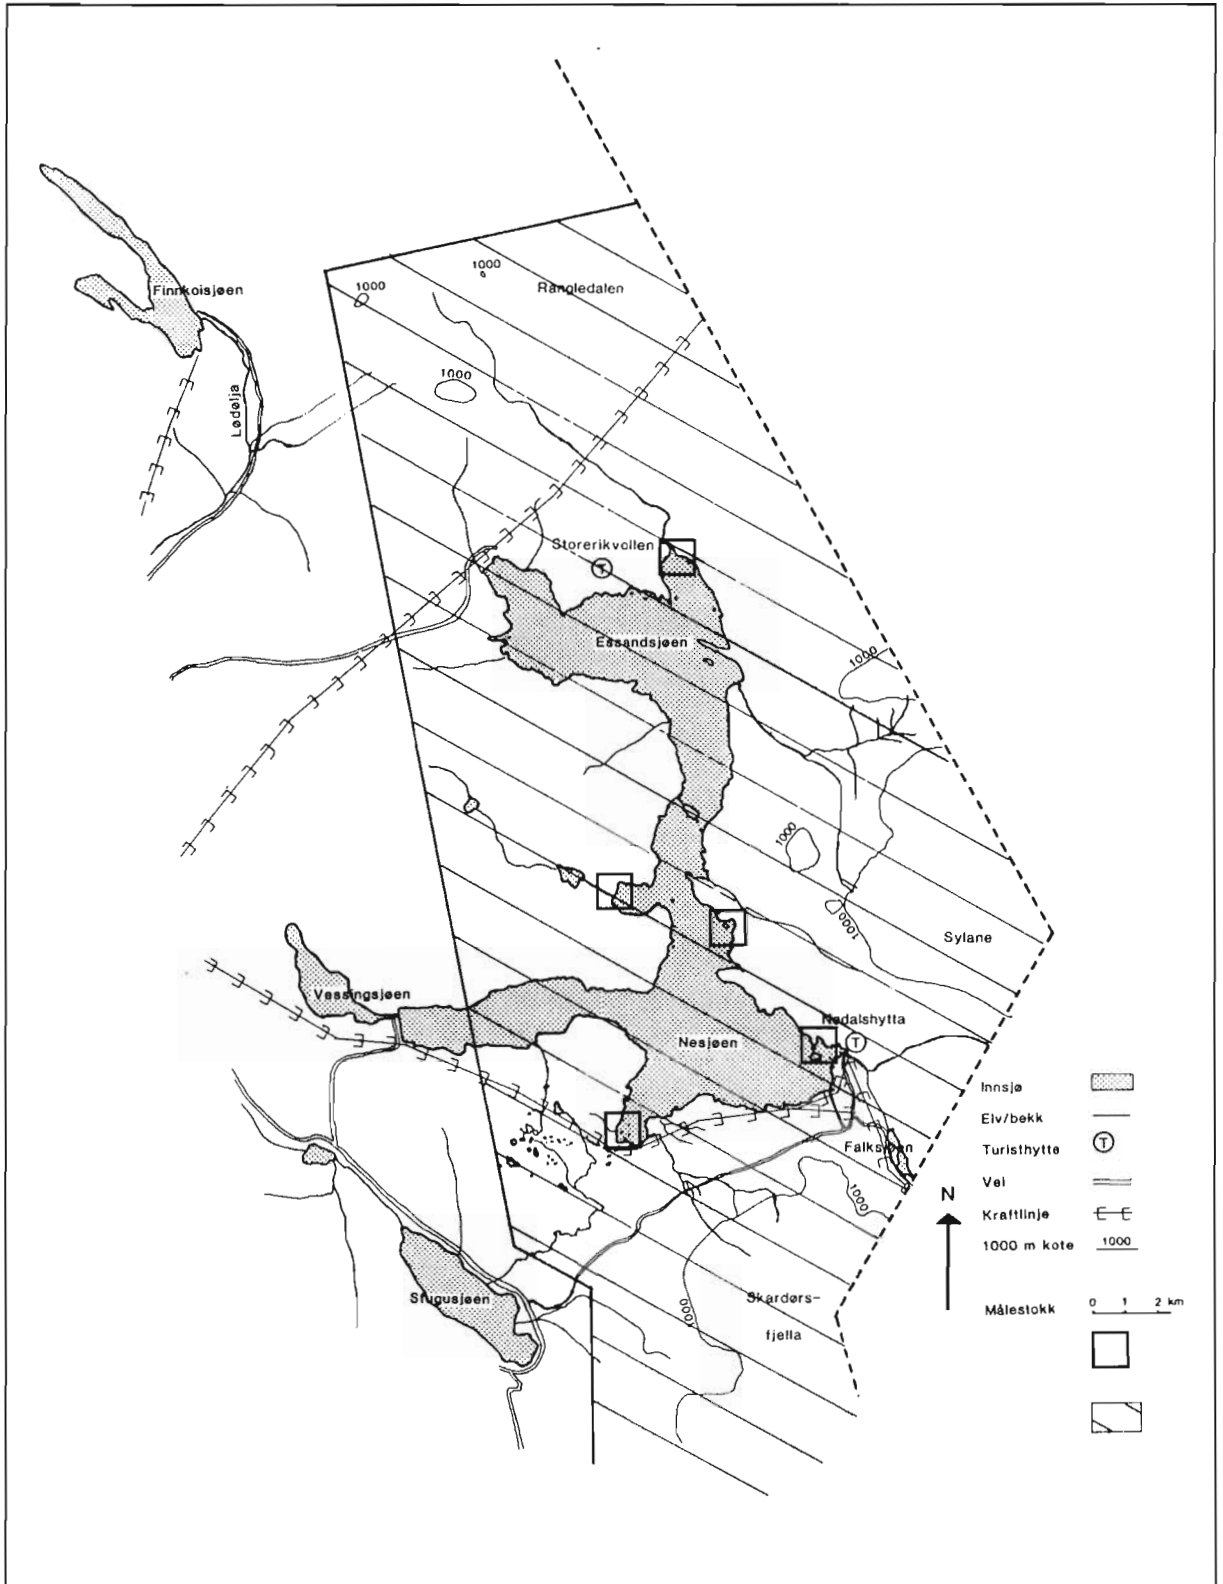 1000
Rangledalen
Finnkoisjøen
1000
1000
Lødølja
Storerikvollen
T
Essandsjøen
1000
1000
1000
Sylane
Vessingsjøen
Nedalshytta
Nesjøen
T
Innsjø
Elv/bekk
Falksjøen
Turisthytte
T
Vei
1000
N
Kraftlinje
1000 m kote
1000
Stugusjøen
Skardørs-
fjella
1000
Målestokk
0 1 2 km